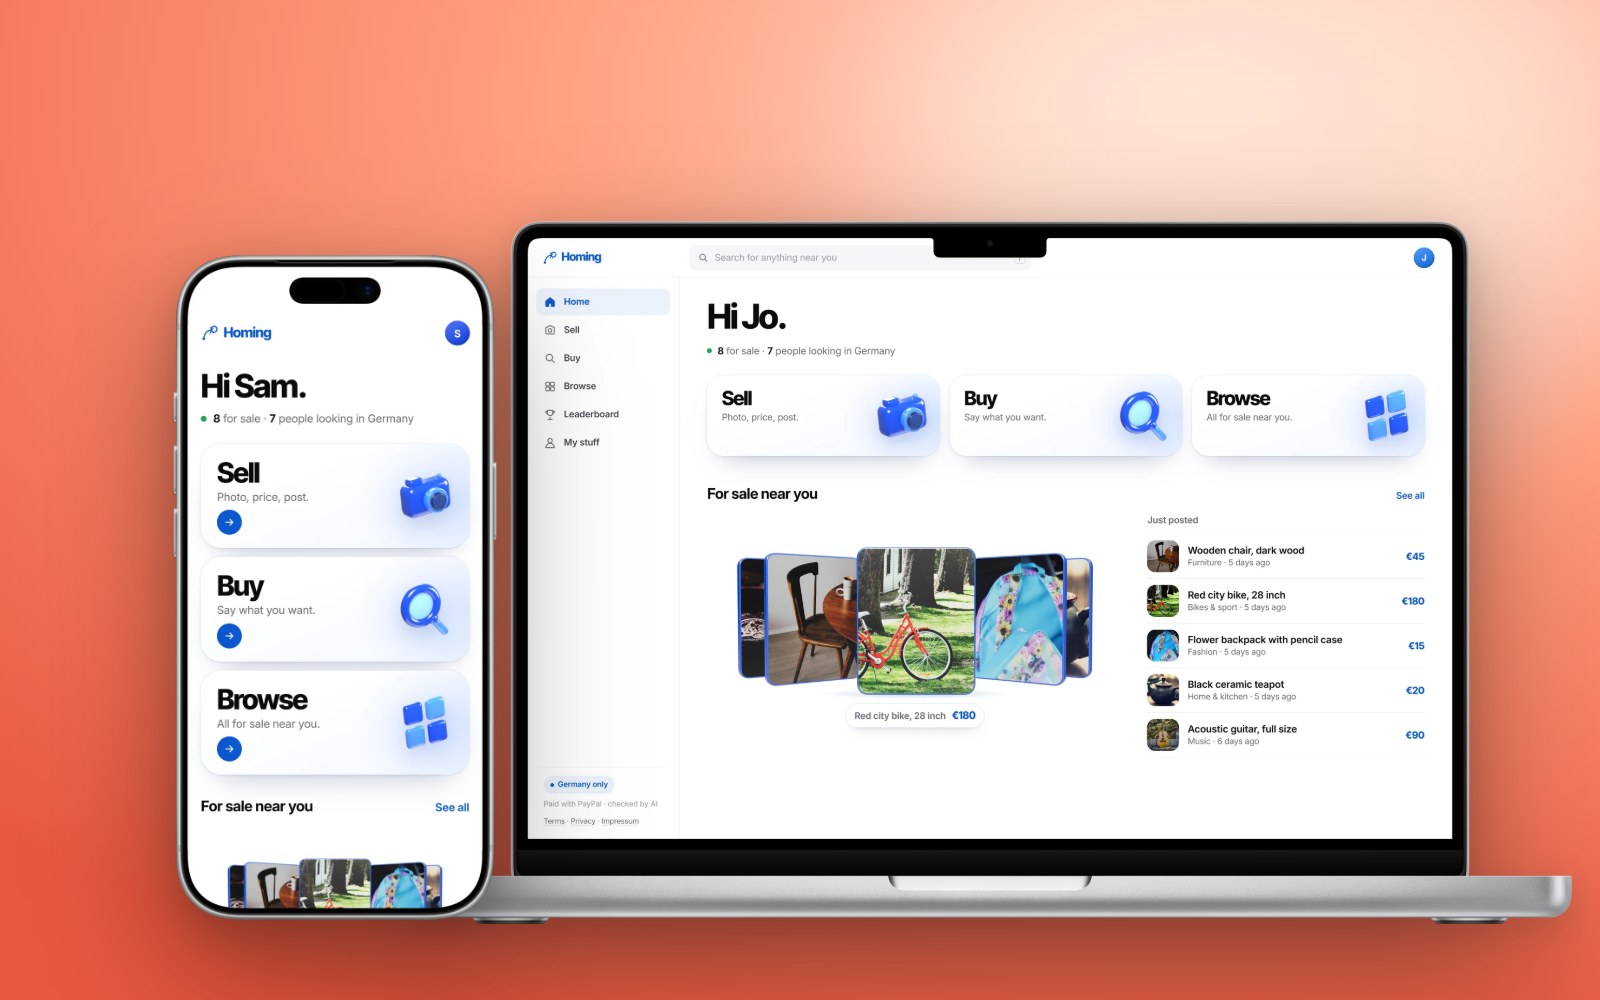 Homing
S
Hi Sam.
8 for sale · 7 people looking in Germany
Sell
Photo, price, post.
Buy
Say what you want.
Browse
All for sale near you.
For sale near you
See all
Homing
Search for anything near you
J
Home
Sell
Buy
Browse
Leaderboard
My stuff
Germany only
Paid with PayPal · checked by AI
Terms · Privacy · Impressum
Hi Jo.
8 for sale · 7 people looking in Germany
Sell
Photo, price, post.
Buy
Say what you want.
Browse
All for sale near you.
For sale near you
See all
Red city bike, 28 inch €180
Just posted
Wooden chair, dark wood
Furniture · 5 days ago
€45
Red city bike, 28 inch
Bikes & sport · 5 days ago
€180
Flower backpack with pencil case
Fashion · 5 days ago
€15
Black ceramic teapot
Home & kitchen · 5 days ago
€20
Acoustic guitar, full size
Music · 6 days ago
€90